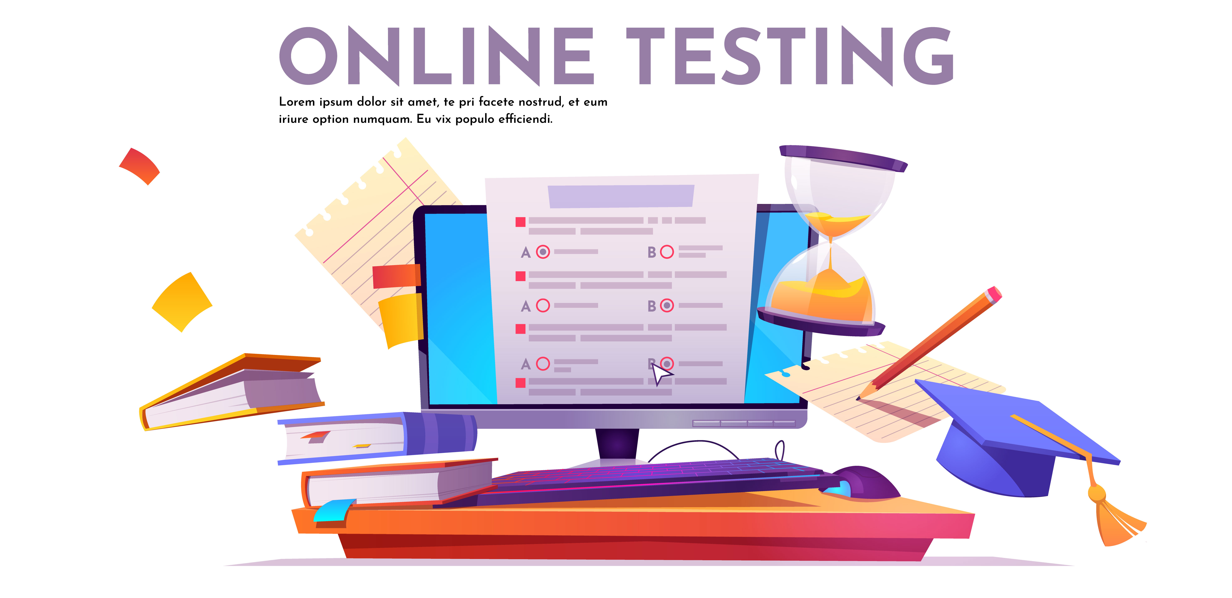 ONLINE TESTING
Lorem ipsum dolor sit amet, te pri facete nostrud, et eum
iriure option numquam. Eu vix populo efficiendi.
A B
A B
A B